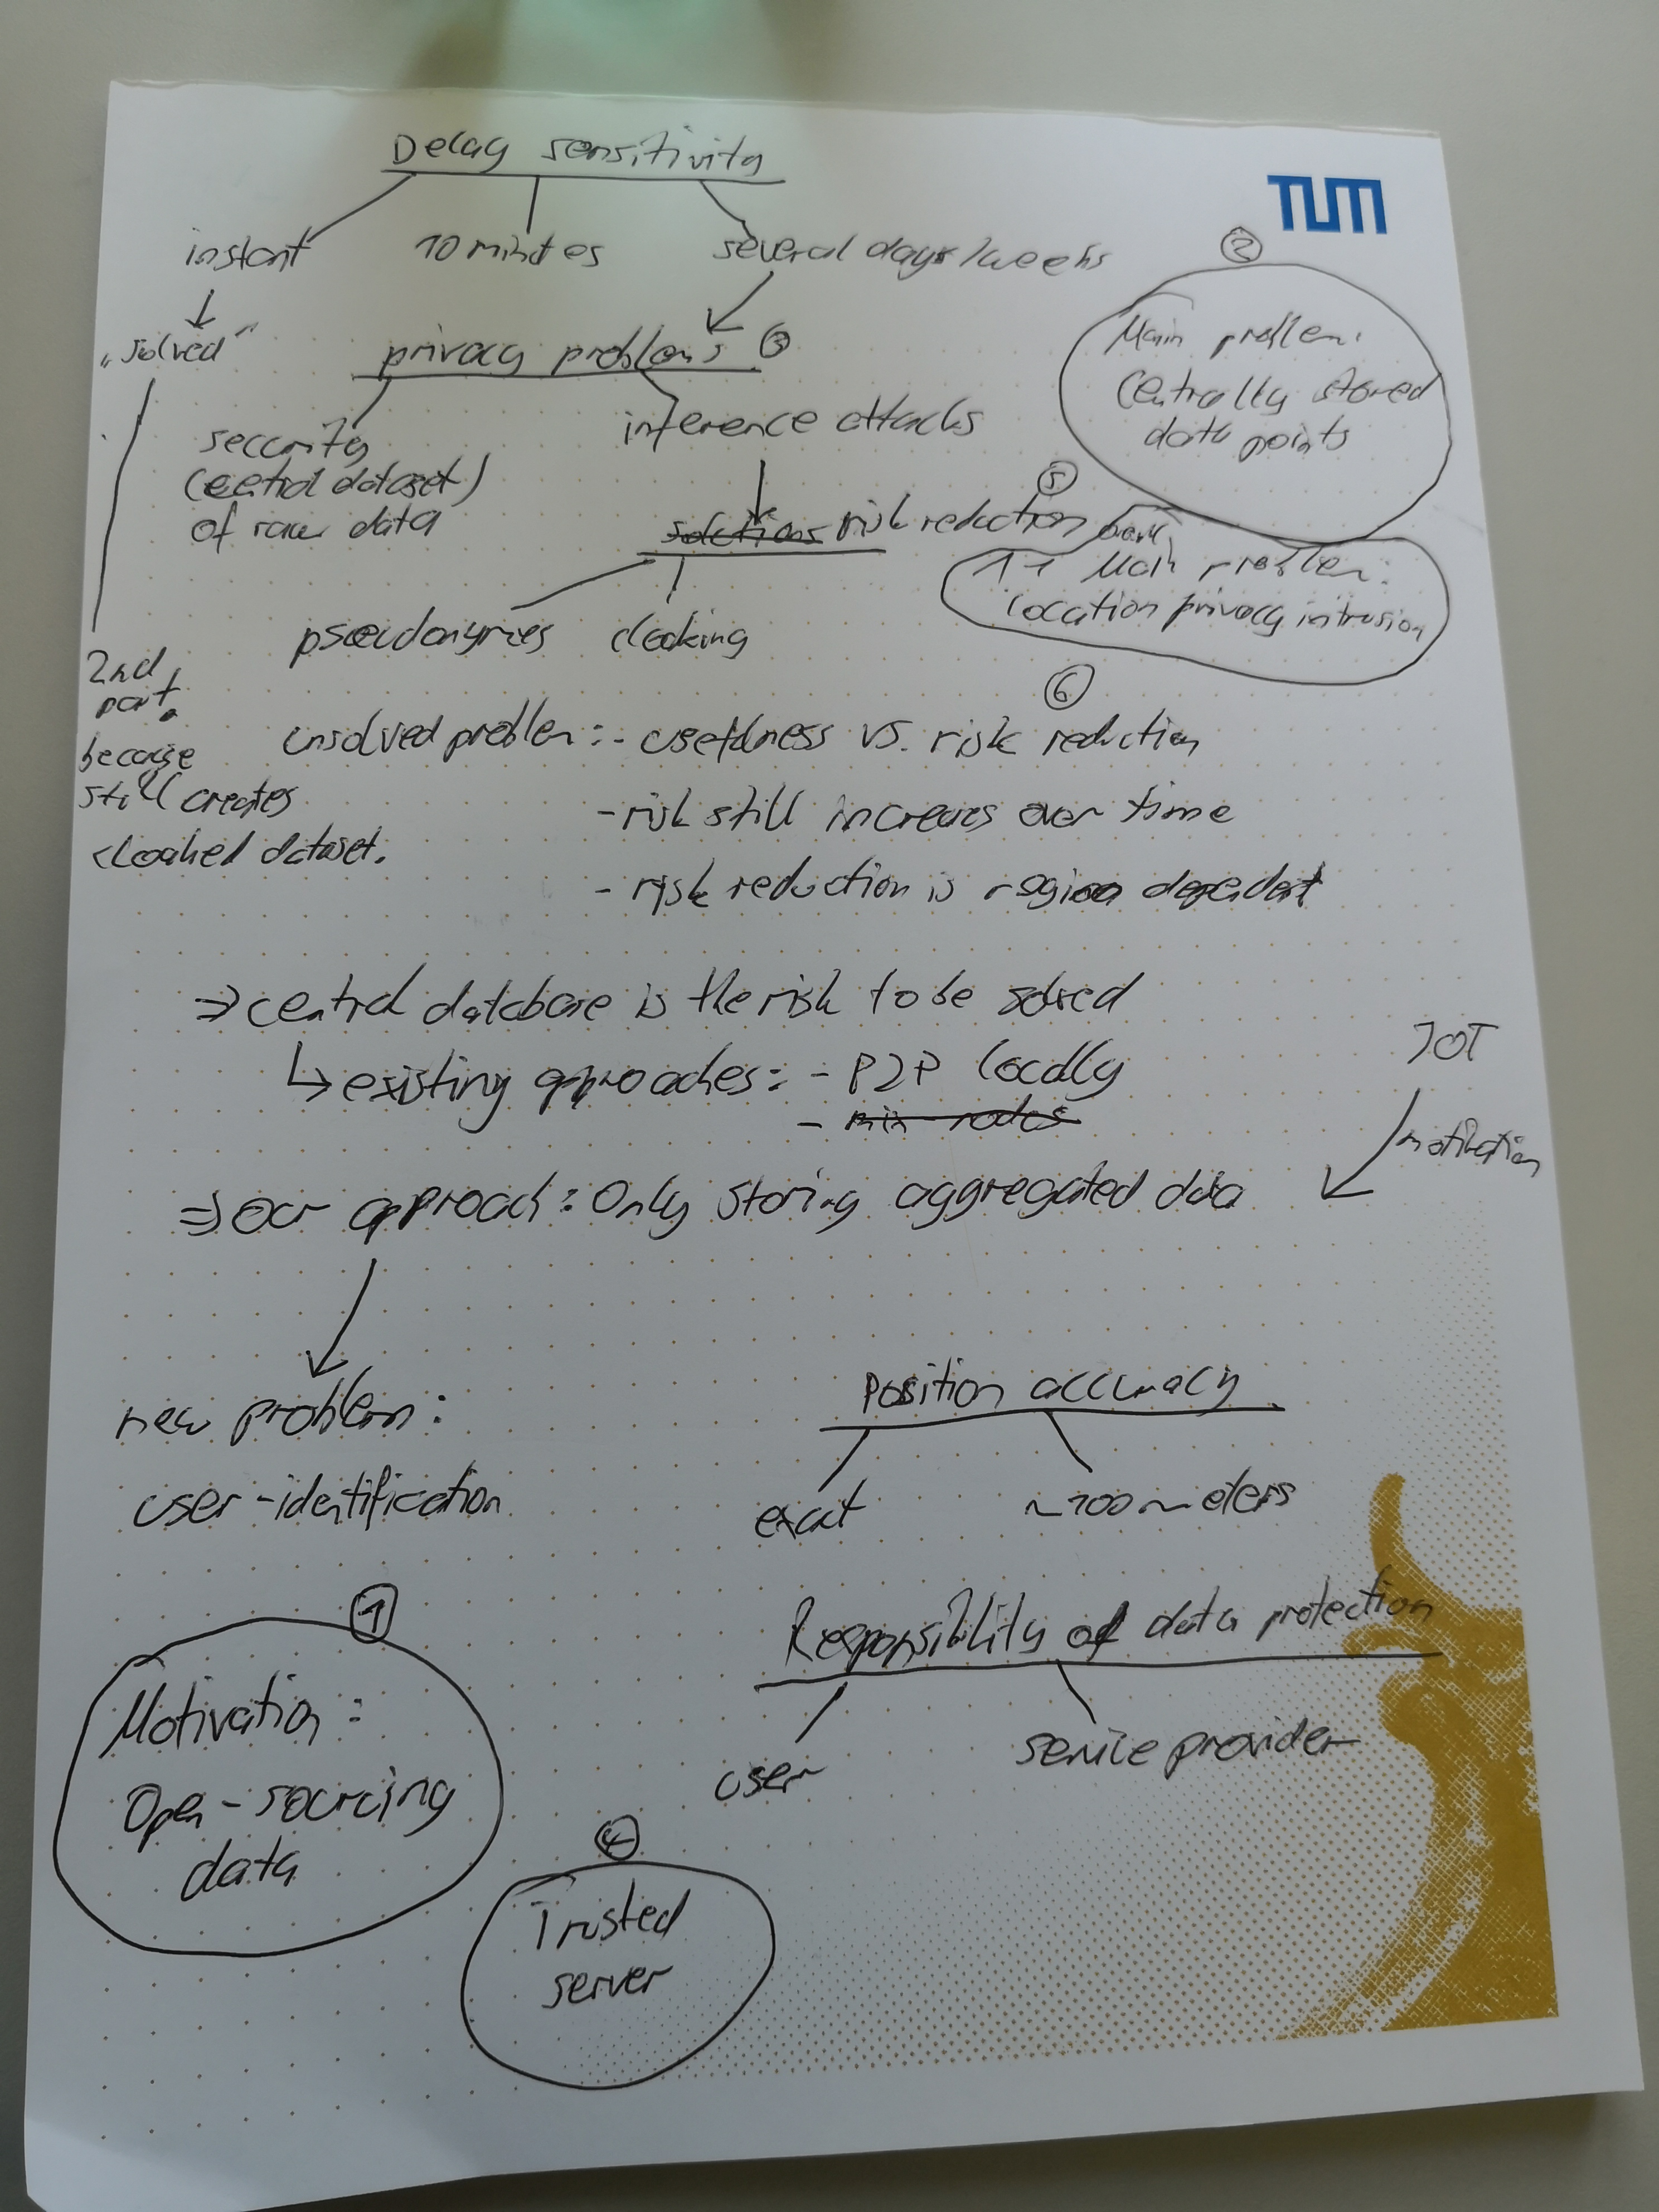 Delay sensitivity
TUM
instant 10 minutes several days/weeks
②
„solved"
privacy problems ③
Main problem:
Centrally stored
data points
security
(central dataset)
of raw data
inference attacks
⑤
solutions risk reduction
Main problem:
location privacy intrusion
pseudonymes cloaking
2nd
part,
because
still creates
cloaked dataset.
⑥
unsolved problem: - usefulness vs. risk reduction
- risk still increases over time
- risk reduction is region dependent
⇒ central database is the risk to be solved
↳ existing approaches: - P2P locally
- mix-nodes
IOT
motivation
⇒ our approach: Only storing aggregated data
new problem:
user-identification
Position accuracy
exact ~100 meters
Responsibility of data protection
user service provider
①
Motivation:
Open-sourcing
data
④
Trusted
server